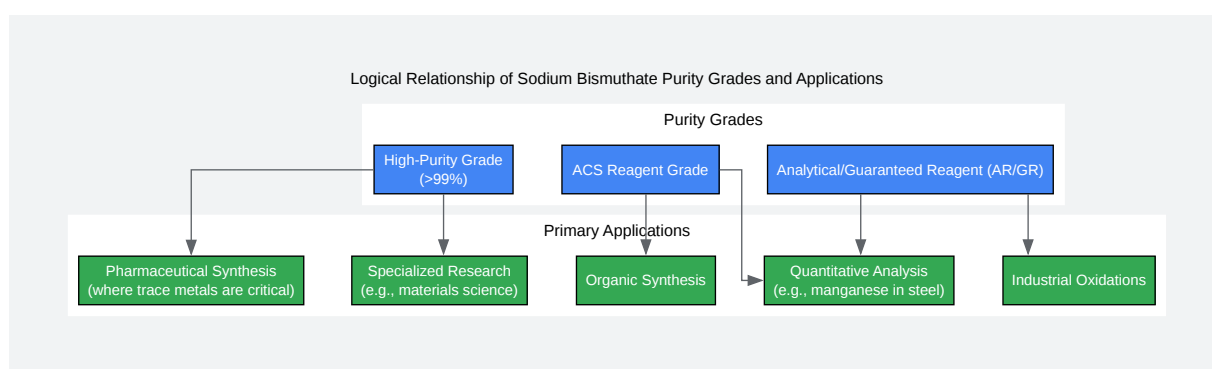 Logical Relationship of Sodium Bismuthate Purity Grades and Applications
Purity Grades
High-Purity Grade
(>99%)
ACS Reagent Grade
Analytical/Guaranteed Reagent (AR/GR)
Primary Applications
Pharmaceutical Synthesis
(where trace metals are critical)
Specialized Research
(e.g., materials science)
Organic Synthesis
Quantitative Analysis
(e.g., manganese in steel)
Industrial Oxidations